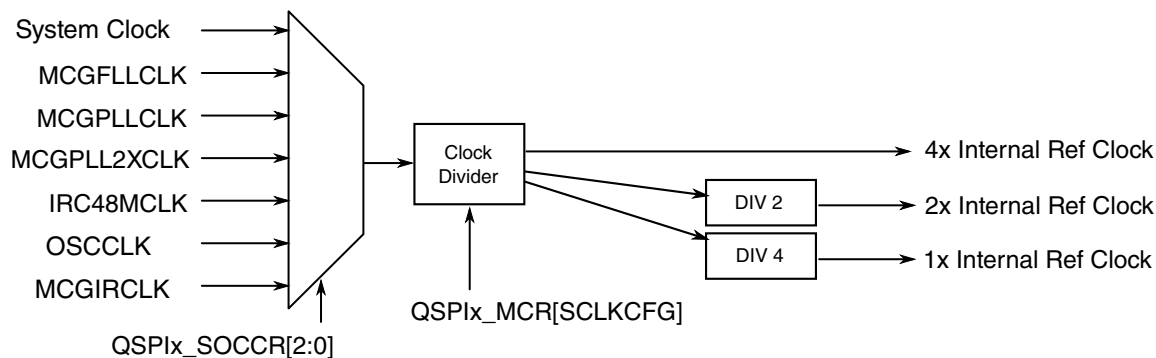 System Clock
MCGFLLCLK
MCGPLLCLK
MCGPLL2XCLK
IRC48MCLK
OSCCLK
MCGIRCLK
QSPIx_SOCCR[2:0]
Clock
Divider
QSPIx_MCR[SCLKCFG]
4x Internal Ref Clock
DIV 2
2x Internal Ref Clock
DIV 4
1x Internal Ref Clock